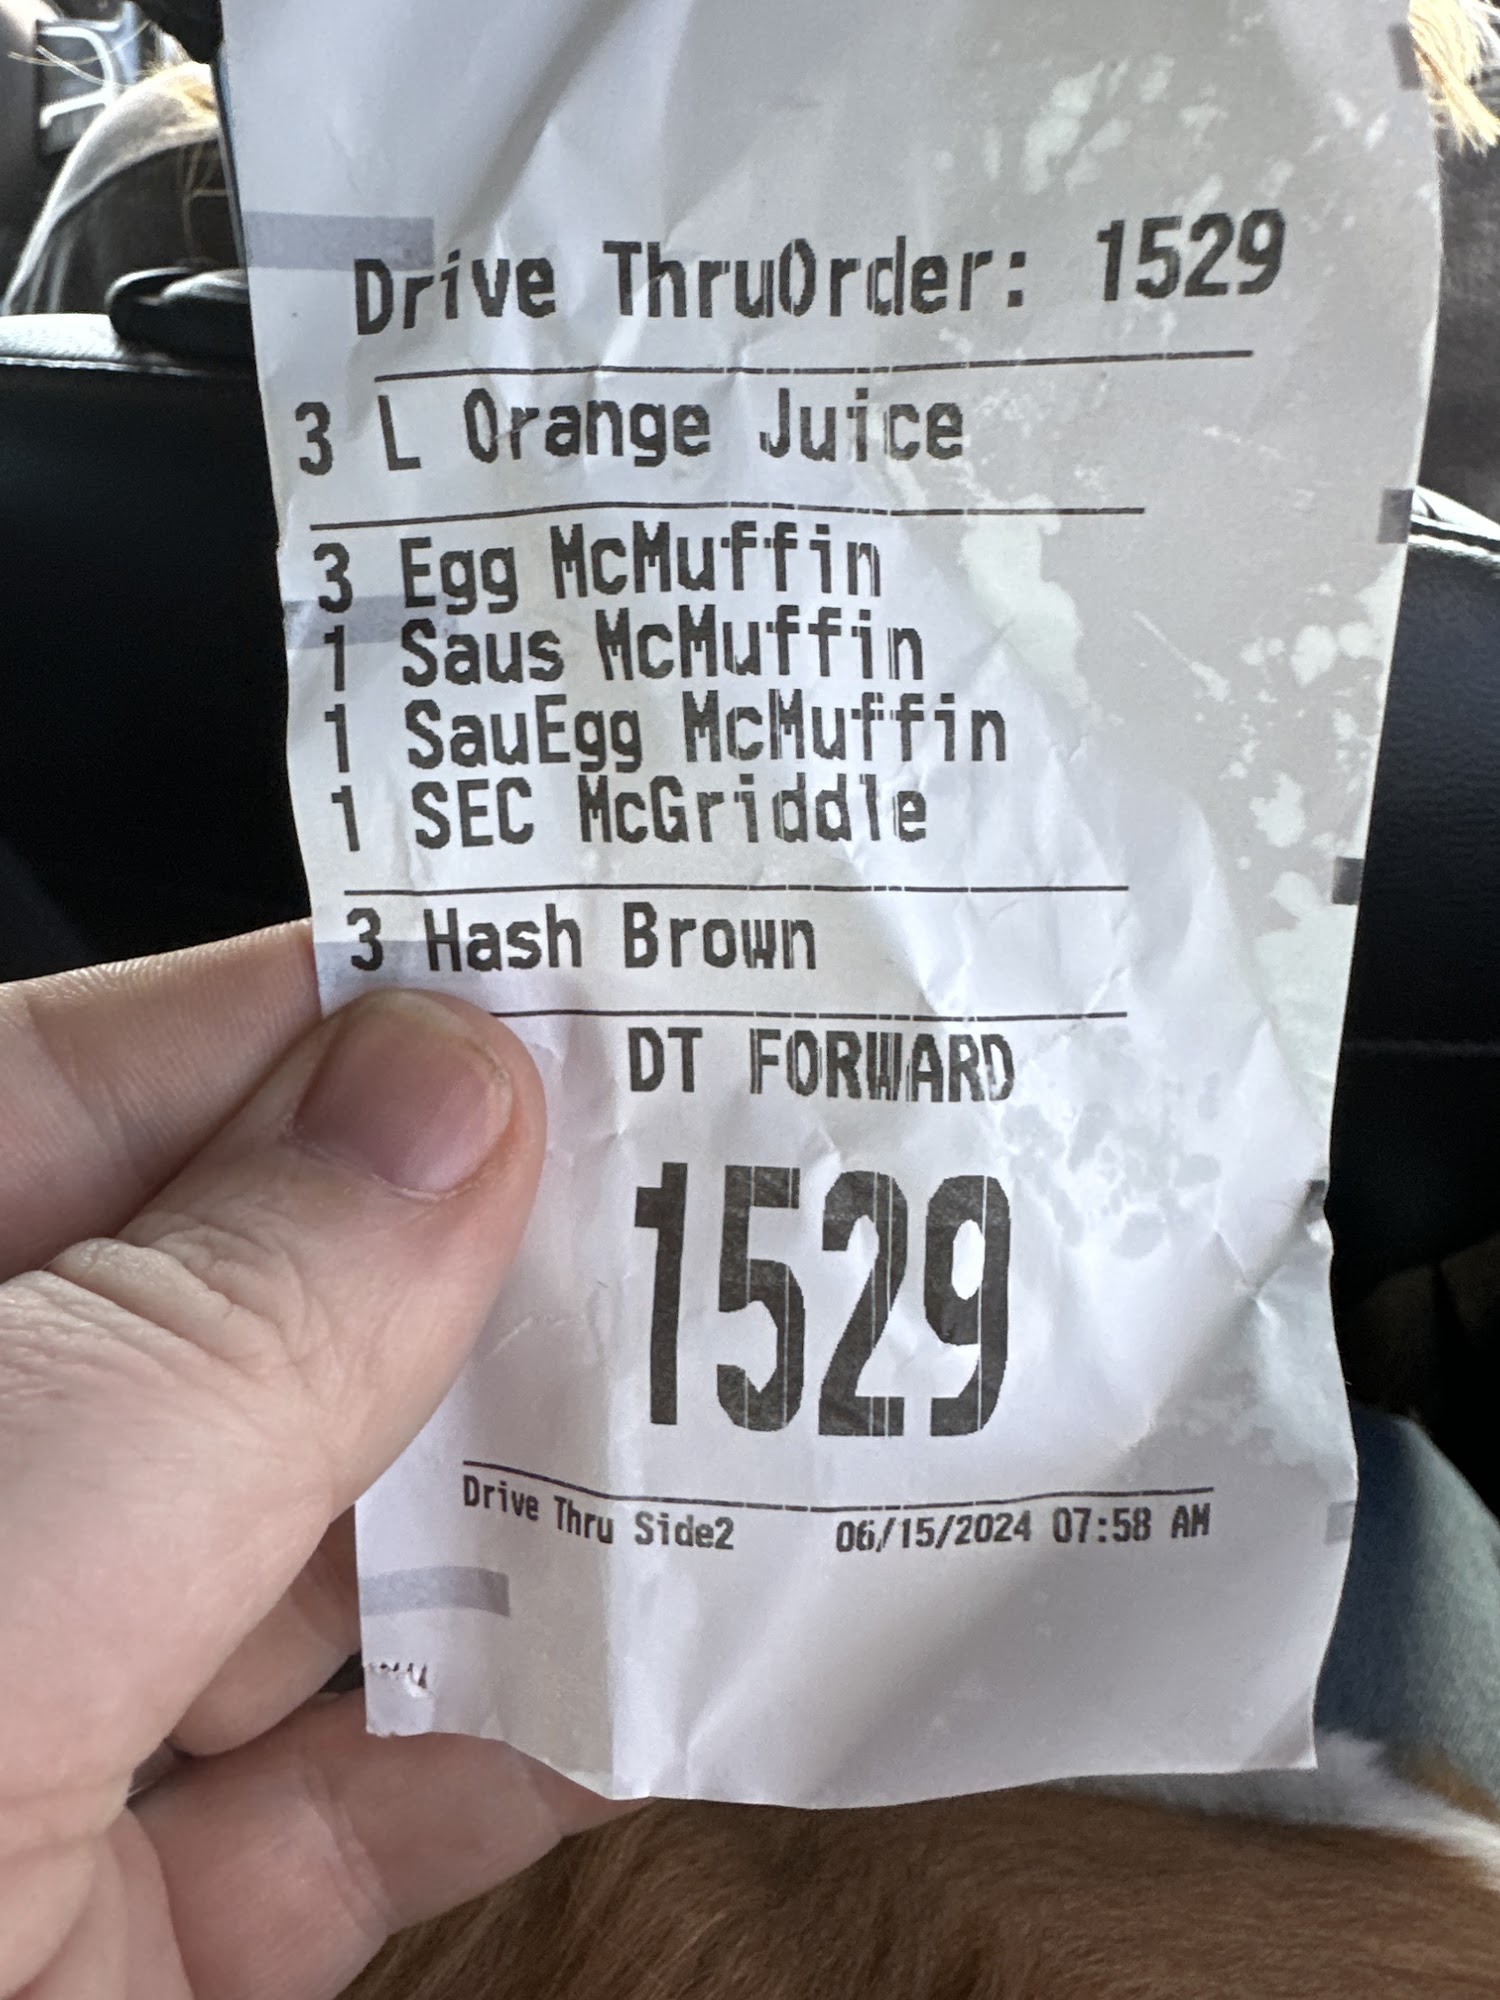 Drive ThruOrder: 1529
3 L Orange Juice
3 Egg McMuffin
1 Saus McMuffin
1 SauEgg McMuffin
1 SEC McGriddle
3 Hash Brown
DT FORWARD
1529
Drive Thru Side2 06/15/2024 07:58 AM